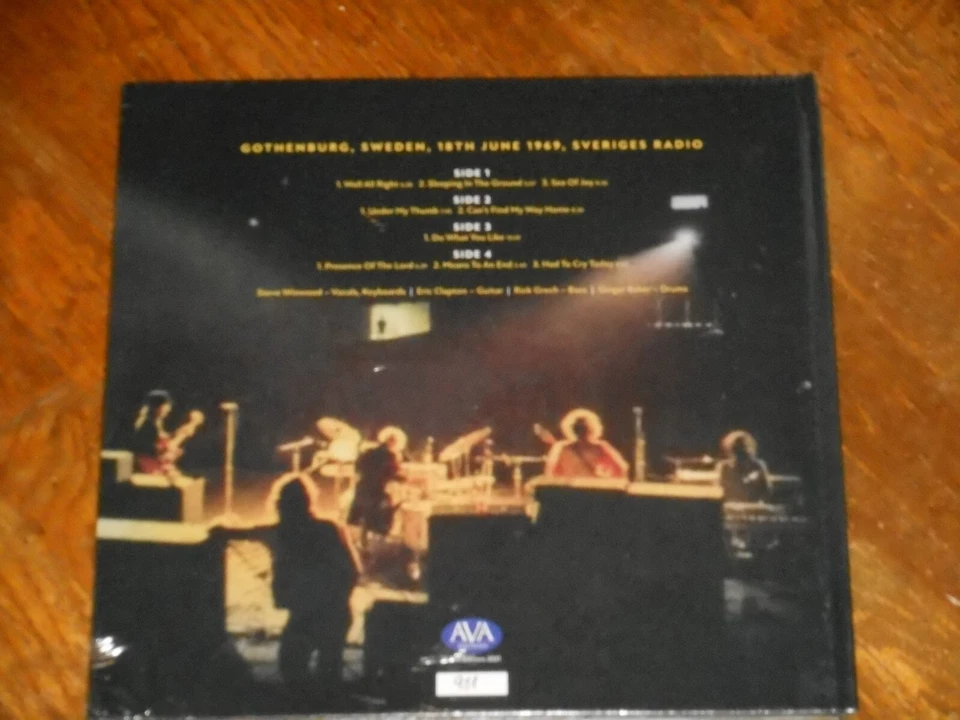 GOTHENBURG, SWEDEN, 18TH JUNE 1969, SVERIGES RADIO
SIDE 1
1. Well All Right 2. Sleeping In The Ground 3. Sea Of Joy
SIDE 2
1. Under My Thumb 2. Can't Find My Way Home
SIDE 3
1. Do What You Like
SIDE 4
1. Presence Of The Lord 2. Means To An End 3. Had To Cry Today
Steve Winwood – Vocals, Keyboards | Eric Clapton – Guitar | Rick Grech – Bass | Ginger Baker – Drums
AVA